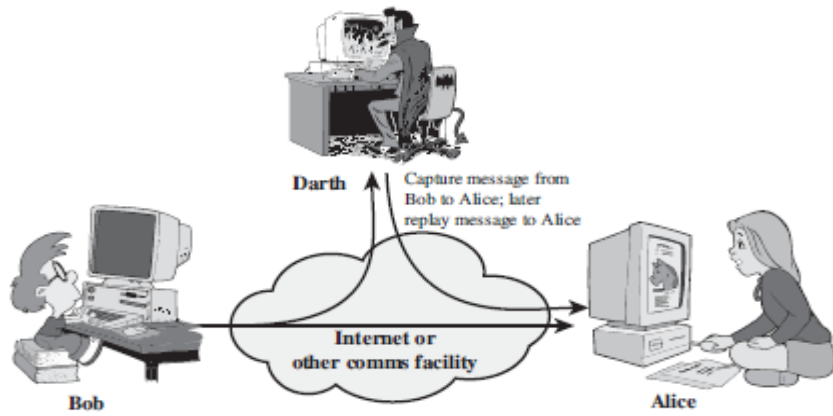 Darth
Capture message from
Bob to Alice; later
replay message to Alice
Internet or
other comms facility
Bob
Alice